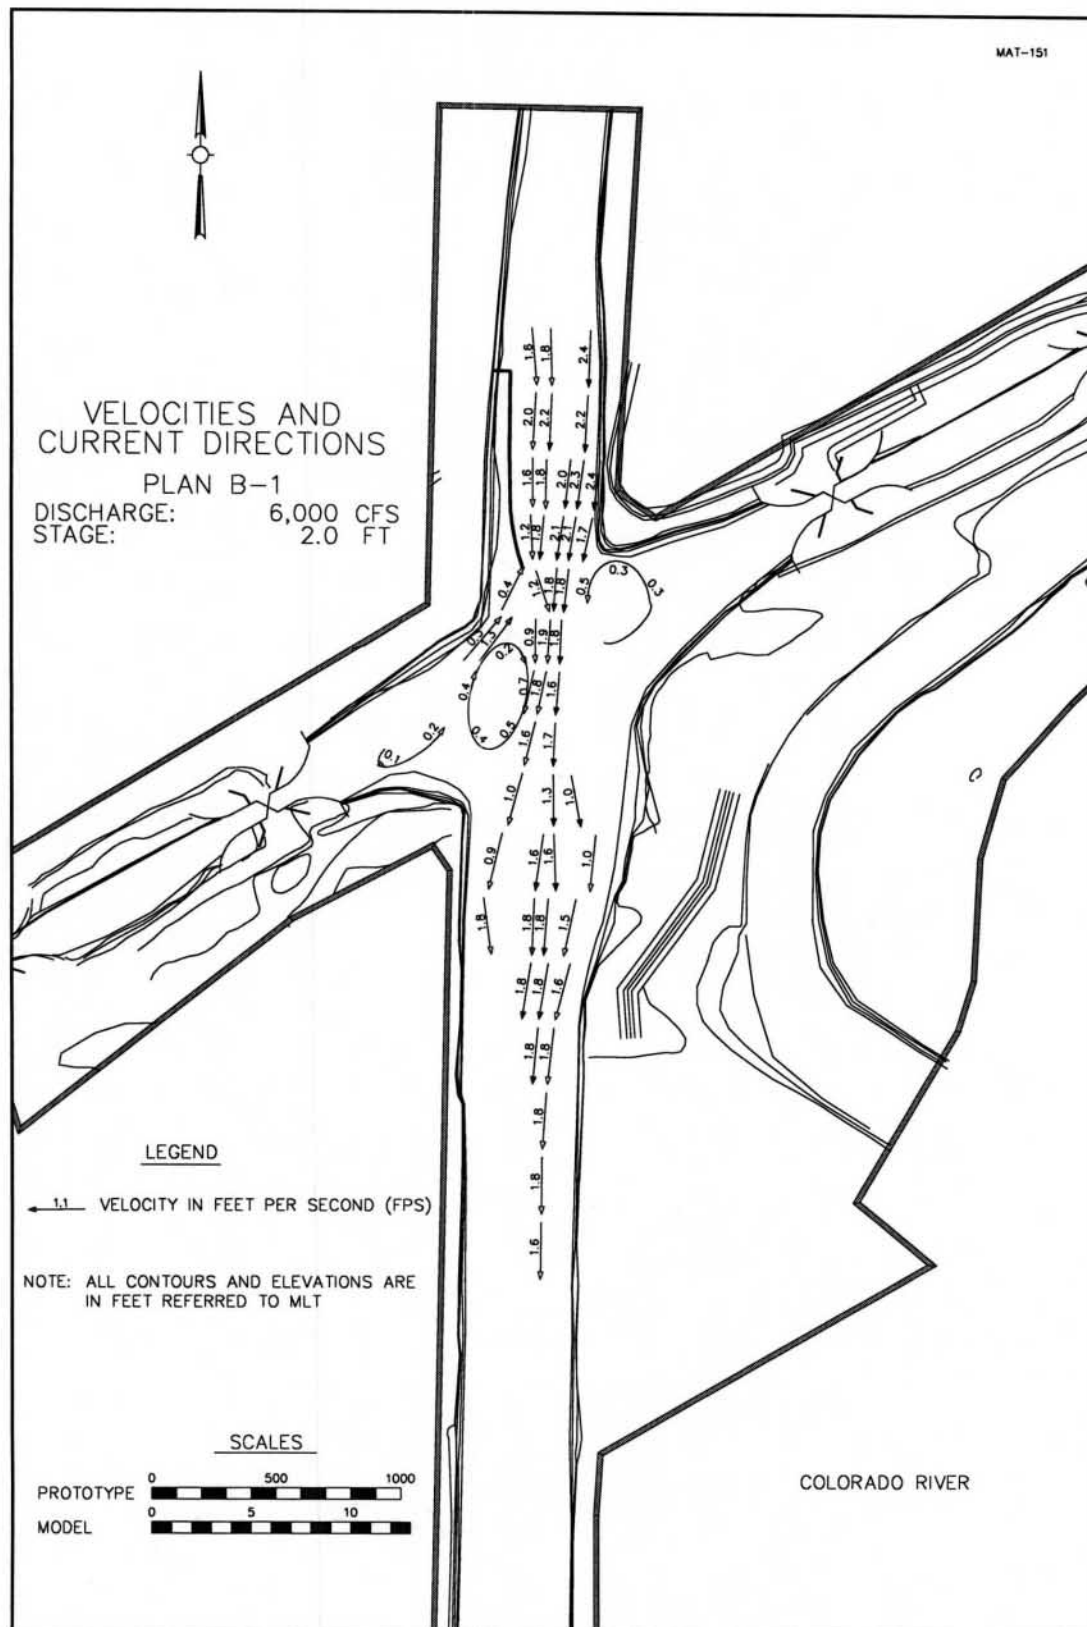 MAT-151
VELOCITIES AND
CURRENT DIRECTIONS
PLAN B-1
DISCHARGE: 6,000 CFS
STAGE: 2.0 FT
1.6 1.8 2.4
2.0 2.2 2.2
1.6 1.8 2.0 2.3 2.4
1.2 1.8 2.1 2.1 1.7
0.4 1.2 1.8 1.8 0.5 0.3 0.3
0.3 1.3 0.9 1.9 1.8
0.2
0.4 0.7 1.8 1.6
0.4 0.5 1.6 1.7
0.1 0.2
1.0 1.3 1.0
0.9 1.6 1.6 1.0
1.8 1.8 1.8 1.5
1.8 1.8 1.6
1.8 1.8
1.8
1.8
1.6
LEGEND
1.1 VELOCITY IN FEET PER SECOND (FPS)
NOTE: ALL CONTOURS AND ELEVATIONS ARE
IN FEET REFERRED TO MLT
SCALES
0 500 1000
PROTOTYPE
0 5 10
MODEL
COLORADO RIVER